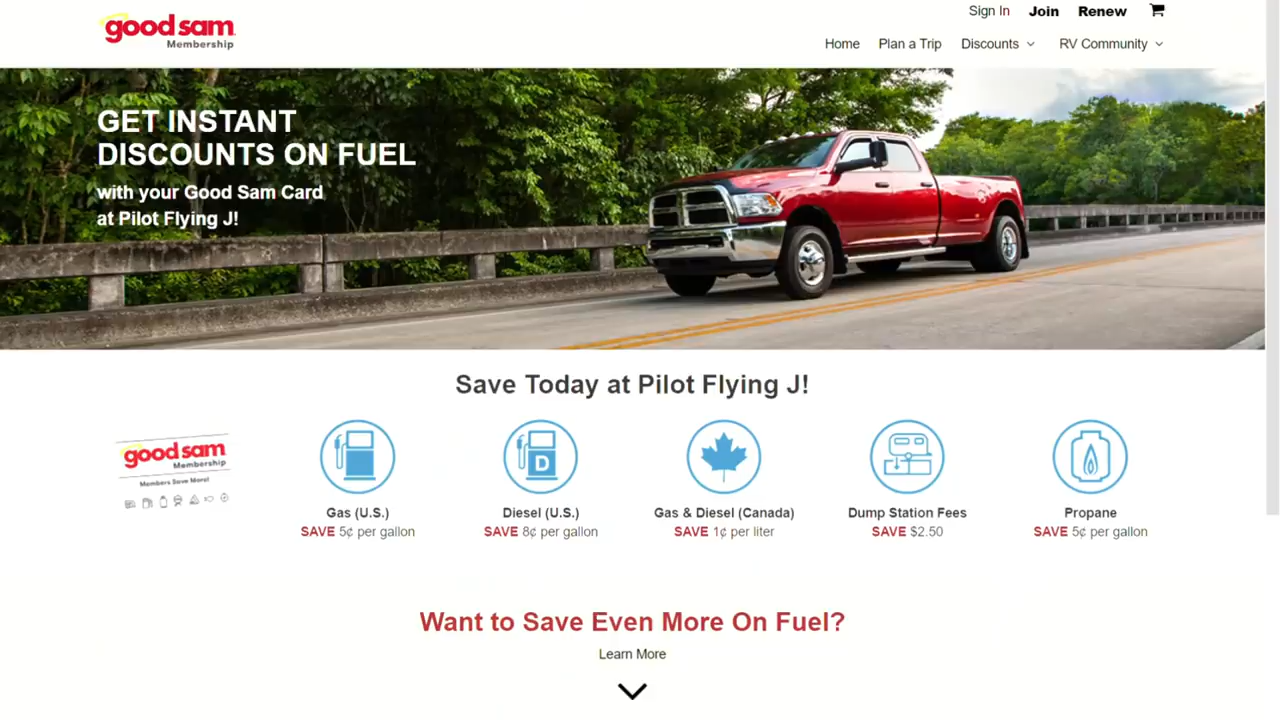 good sam
Membership
Sign In
Join
Renew
Home
Plan a Trip
Discounts
RV Community
GET INSTANT
DISCOUNTS ON FUEL
with your Good Sam Card
at Pilot Flying J!
Save Today at Pilot Flying J!
good sam
Membership
Members Save More!
Gas (U.S.)
SAVE 5¢ per gallon
D
Diesel (U.S.)
SAVE 8¢ per gallon
Gas & Diesel (Canada)
SAVE 1¢ per liter
Dump Station Fees
SAVE $2.50
Propane
SAVE 5¢ per gallon
Want to Save Even More On Fuel?
Learn More